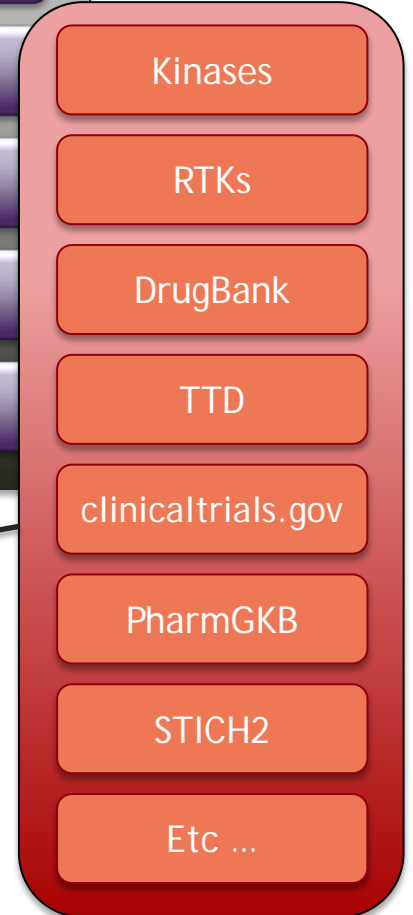 Kinases
RTKs
DrugBank
TTD
clinicaltrials.gov
PharmGKB
STICH2
Etc ...